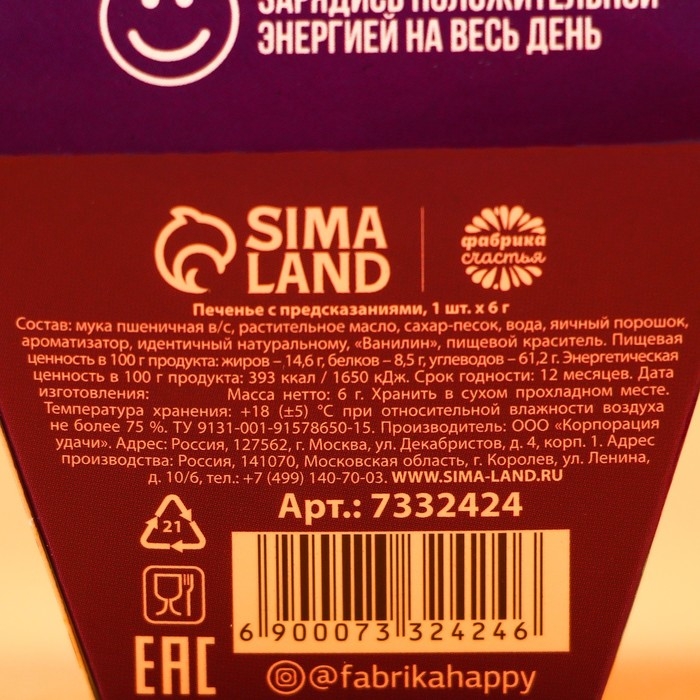 ЗАРЯДИСЬ ПОЛОЖИТЕЛЬНОЙ
ЭНЕРГИЕЙ НА ВЕСЬ ДЕНЬ
SIMA
LAND
фабрика
счастья
Печенье с предсказаниями, 1 шт. х 6 г
Состав: мука пшеничная в/с, растительное масло, сахар-песок, вода, яичный порошок,
ароматизатор, идентичный натуральному, «Ванилин», пищевой краситель. Пищевая
ценность в 100 г продукта: жиров – 14,6 г, белков – 8,5 г, углеводов – 61,2 г. Энергетическая
ценность в 100 г продукта: 393 ккал / 1650 кДж. Срок годности: 12 месяцев. Дата
изготовления: Масса нетто: 6 г. Хранить в сухом прохладном месте.
Температура хранения: +18 (±5) °С при относительной влажности воздуха
не более 75 %. ТУ 9131-001-91578650-15. Производитель: ООО «Корпорация
удачи». Адрес: Россия, 127562, г. Москва, ул. Декабристов, д. 4, корп. 1. Адрес
производства: Россия, 141070, Московская область, г. Королев, ул. Ленина,
д. 10/6, тел.: +7 (499) 140-70-03. WWW.SIMA-LAND.RU
Арт.: 7332424
21
6 900073 324246
EAC
@fabrikahappy